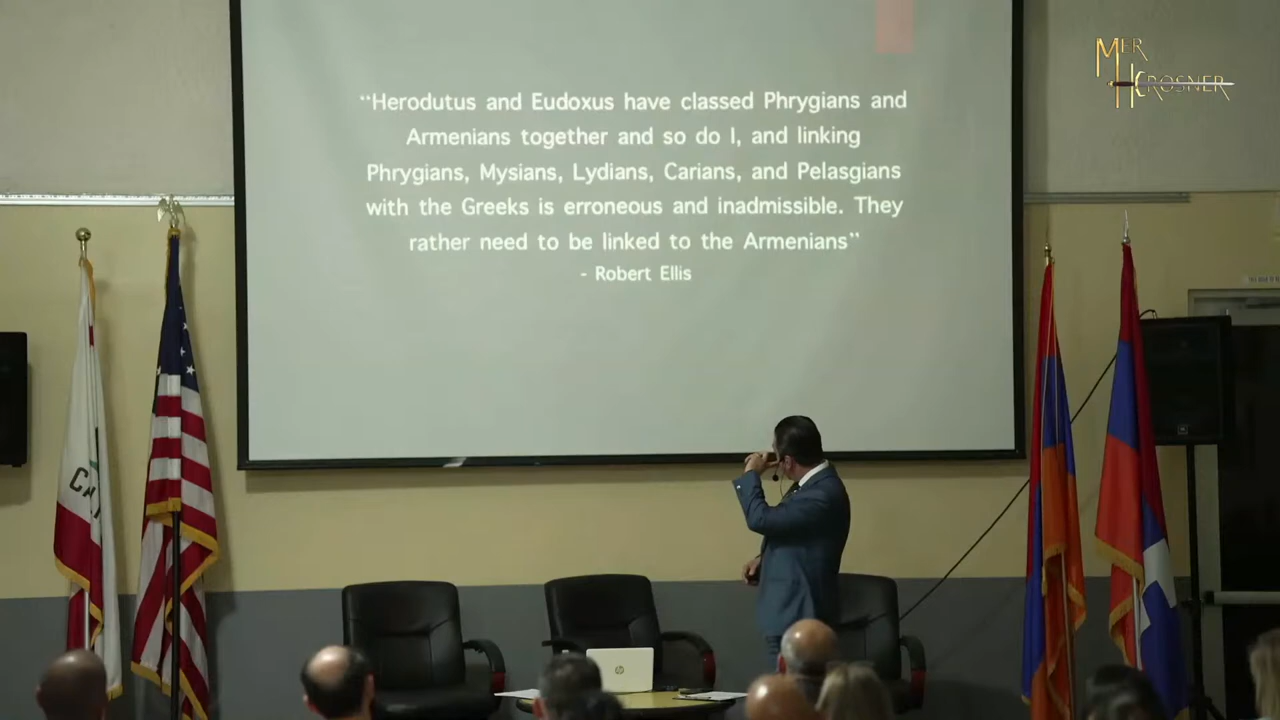 MER
HEROSNER
"Herodutus and Eudoxus have classed Phrygians and
Armenians together and so do I, and linking
Phrygians, Mysians, Lydians, Carians, and Pelasgians
with the Greeks is erroneous and inadmissible. They
rather need to be linked to the Armenians"
- Robert Ellis
hp